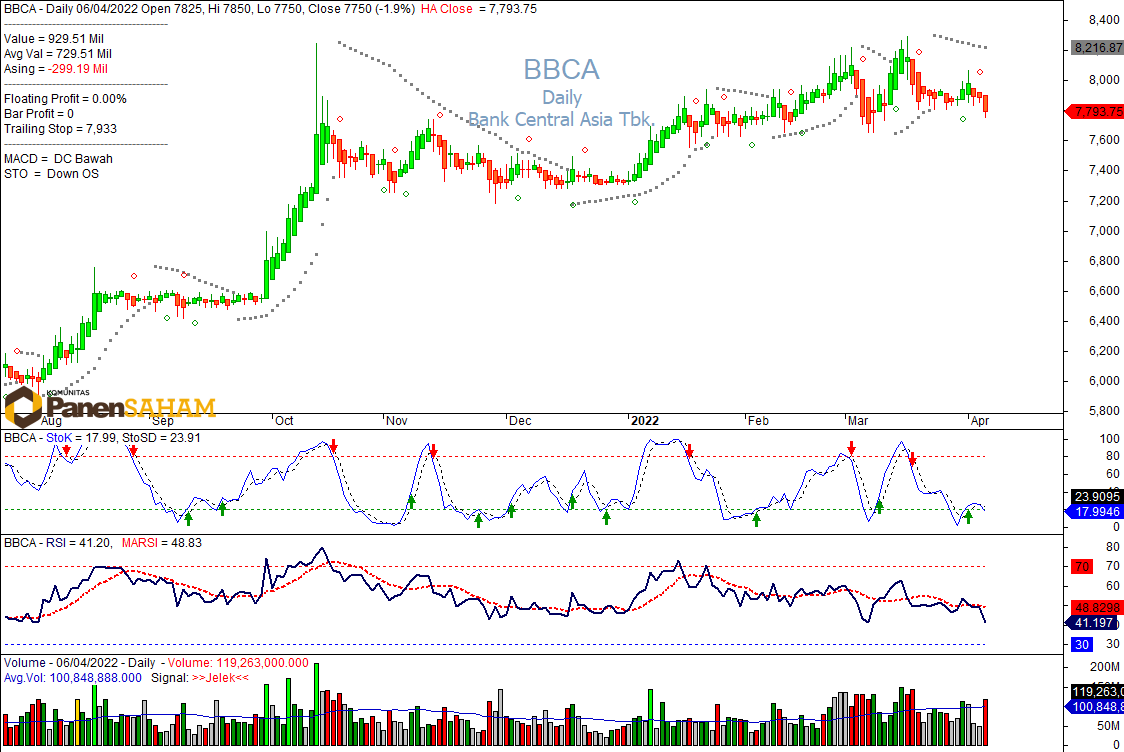 BBCA - Daily 06/04/2022 Open 7825, Hi 7850, Lo 7750, Close 7750 (-1.9%) HA Close = 7,793.75
Value = 929.51 Mil
Avg Val = 729.51 Mil
Asing = -299.19 Mil
Floating Profit = 0.00%
Bar Profit = 0
Trailing Stop = 7,933
MACD = DC Bawah
STO = Down OS
BBCA
Daily
Bank Central Asia Tbk.
8,400
8,216.87
8,000
7,793.75
7,600
7,400
7,200
7,000
6,800
6,600
6,400
6,200
6,000
5,800
KOMUNITAS
PanenSAHAM
Aug Sep Oct Nov Dec 2022 Feb Mar Apr
BBCA - StoK = 17.99, StoSD = 23.91
100
80
60
23.9095
17.9946
0
BBCA - RSI = 41.20, MARSI = 48.83
80
70 70
60
48.8298
41.197
30 30
Volume - 06/04/2022 - Daily - Volume: 119,263,000.000
Avg.Vol: 100,848,888.000 Signal: >>Jelek<<
200M
119,263,0
100,848,8
50M
0